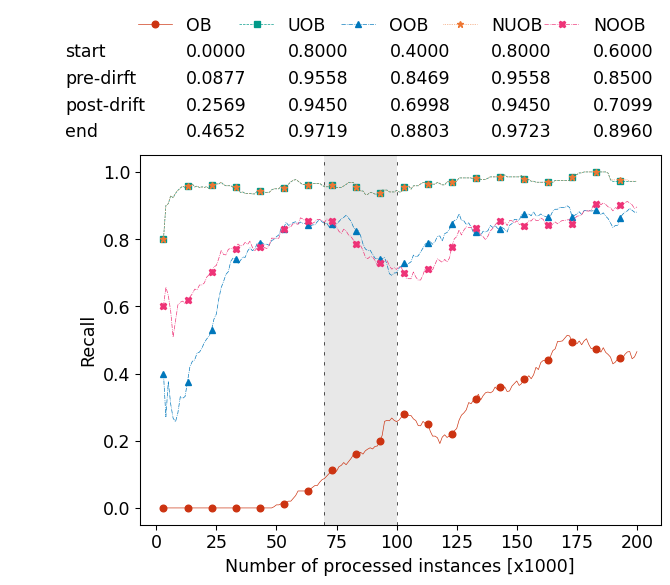 OB UOB OOB NUOB NOOB
start 0.0000 0.8000 0.4000 0.8000 0.6000
pre-dirft 0.0877 0.9558 0.8469 0.9558 0.8500
post-drift 0.2569 0.9450 0.6998 0.9450 0.7099
end 0.4652 0.9719 0.8803 0.9723 0.8960
1.0
0.8
0.6
0.4
0.2
0.0
Recall
0 25 50 75 100 125 150 175 200
Number of processed instances [x1000]